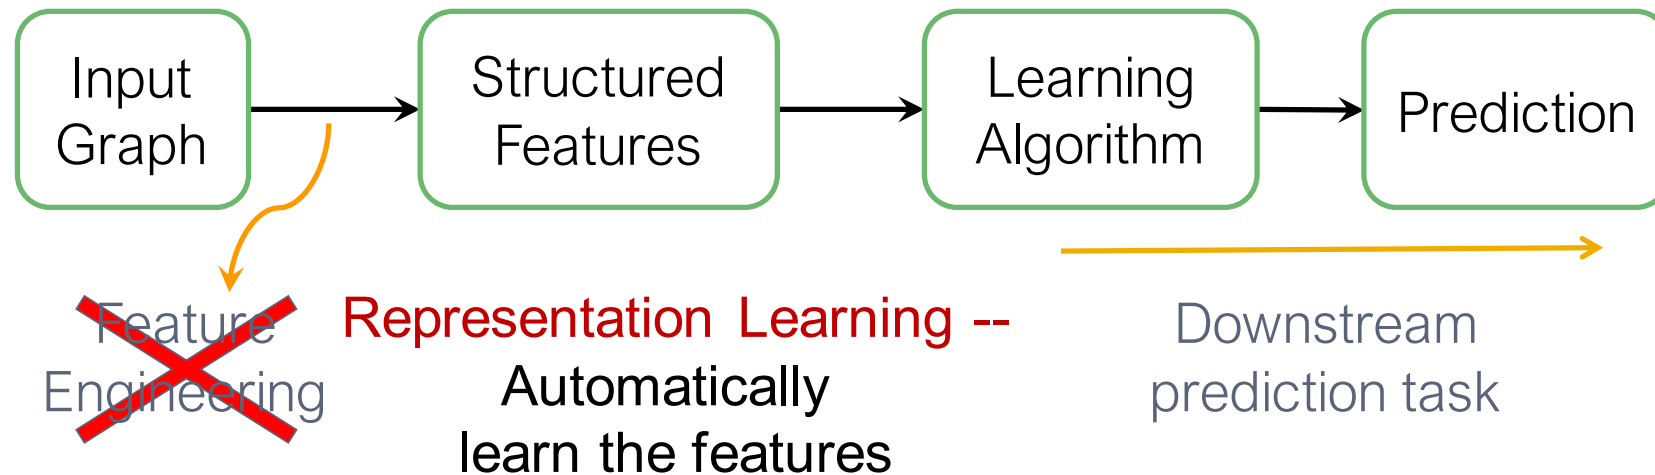 Input
Graph
Structured
Features
Learning
Algorithm
Prediction
Feature
Engineering
Representation Learning --
Automatically
learn the features
Downstream
prediction task